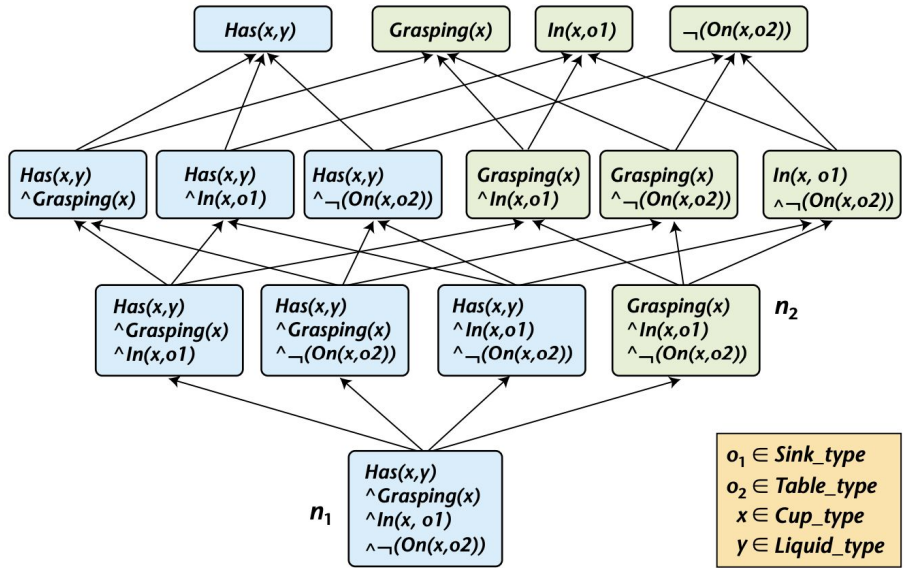 Has(x,y)
Grasping(x)
In(x,o1)
¬(On(x,o2))
Has(x,y)
^Grasping(x)
Has(x,y)
^In(x,o1)
Has(x,y)
^¬(On(x,o2))
Grasping(x)
^In(x,o1)
Grasping(x)
^¬(On(x,o2))
In(x, o1)
^¬(On(x,o2))
Has(x,y)
^Grasping(x)
^In(x,o1)
Has(x,y)
^Grasping(x)
^¬(On(x,o2))
Has(x,y)
^In(x,o1)
^¬(On(x,o2))
Grasping(x)
^In(x,o1)
^¬(On(x,o2))
n₂
Has(x,y)
^Grasping(x)
^In(x, o1)
^¬(On(x,o2))
n₁
o₁ ∈ Sink_type
o₂ ∈ Table_type
x ∈ Cup_type
y ∈ Liquid_type